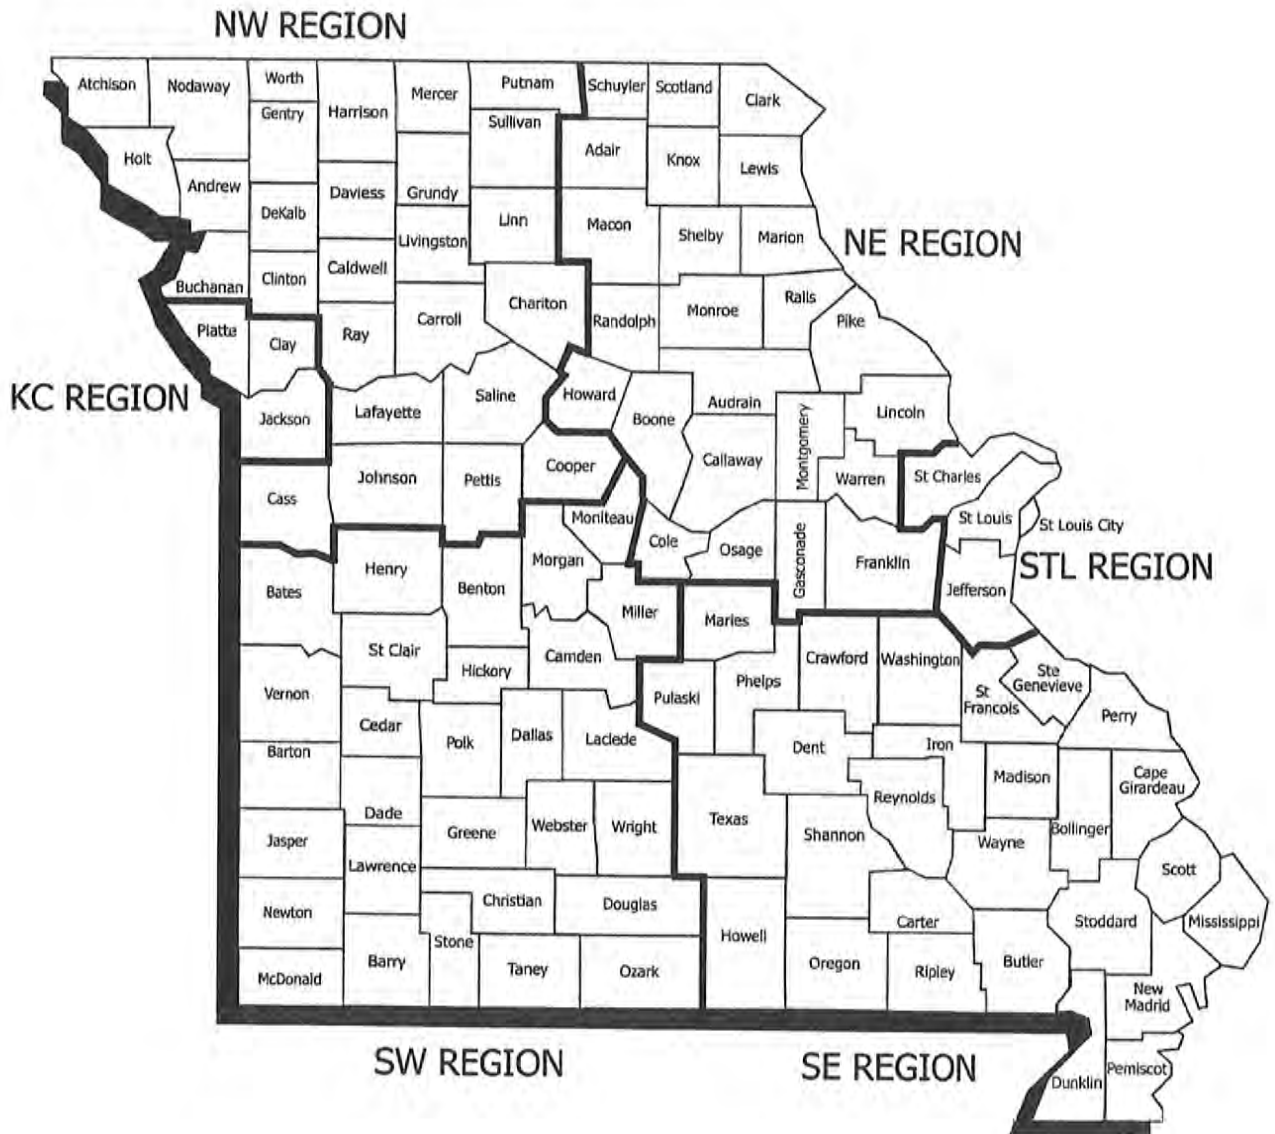 NW REGION
Atchison
Nodaway
Worth
Gentry
Harrison
Mercer
Putnam
Sullivan
Schuyler
Scotland
Clark
Holt
Andrew
DeKalb
Daviess
Grundy
Linn
Adair
Knox
Lewis
Macon
Shelby
Marion
NE REGION
Livingston
Buchanan
Clinton
Caldwell
Chariton
Randolph
Monroe
Ralls
Pike
Platte
Clay
Ray
Carroll
KC REGION
Jackson
Lafayette
Saline
Howard
Boone
Audrain
Montgomery
Lincoln
Cass
Johnson
Pettis
Cooper
Callaway
Warren
St Charles
Moniteau
Cole
Osage
Gasconade
Franklin
St Louis
St Louis City
STL REGION
Jefferson
Bates
Henry
Benton
Morgan
Miller
Maries
St Clair
Hickory
Camden
Pulaski
Phelps
Crawford
Washington
St
Francois
Ste
Genevieve
Perry
Vernon
Cedar
Polk
Dallas
Laclede
Dent
Iron
Madison
Cape
Girardeau
Barton
Dade
Greene
Webster
Wright
Texas
Shannon
Reynolds
Wayne
Bollinger
Scott
Jasper
Lawrence
Christian
Douglas
Howell
Carter
Stoddard
Mississippi
Newton
McDonald
Barry
Stone
Taney
Ozark
Oregon
Ripley
Butler
New
Madrid
SW REGION
SE REGION
Dunklin
Pemiscot